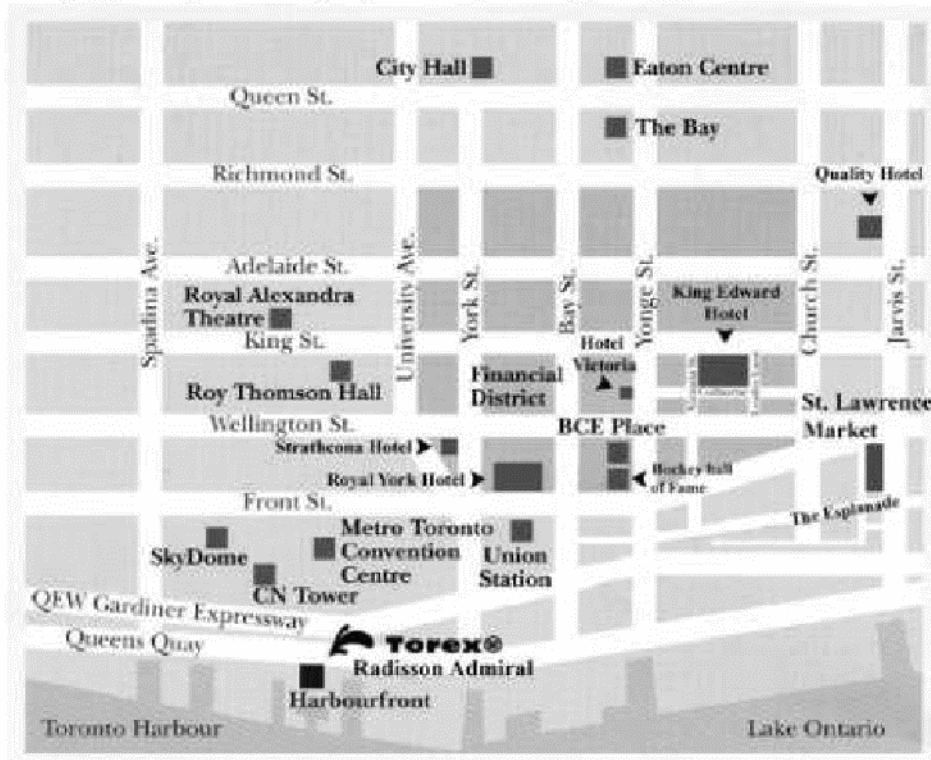 City Hall
Eaton Centre
Queen St.
The Bay
Richmond St.
Quality Hotel
Spadina Ave.
University Ave.
York St.
Bay St.
Yonge St.
Church St.
Jarvis St.
Adelaide St.
Royal Alexandra
Theatre
King Edward
Hotel
King St.
Hotel
Victoria
Roy Thomson Hall
Financial
District
Wellington St.
BCE Place
St. Lawrence
Market
Strathcona Hotel
Royal York Hotel
Hockey hall
of Fame
Front St.
The Esplanade
SkyDome
Metro Toronto
Convention
Centre
Union
Station
CN Tower
QEW Gardiner Expressway
Queens Quay
Torex®
Radisson Admiral
Harbourfront
Toronto Harbour
Lake Ontario